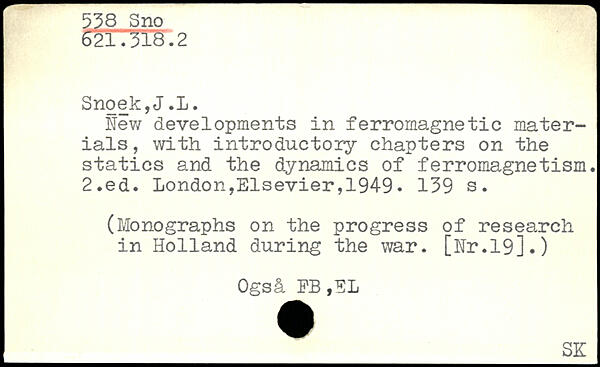 538 Sno
621.318.2
Snoek,J.L.
New developments in ferromagnetic mater-
ials, with introductory chapters on the
statics and the dynamics of ferromagnetism.
2.ed. London,Elsevier,1949. 139 s.
(Monographs on the progress of research
in Holland during the war. [Nr.19].)
Også FB,EL
SK